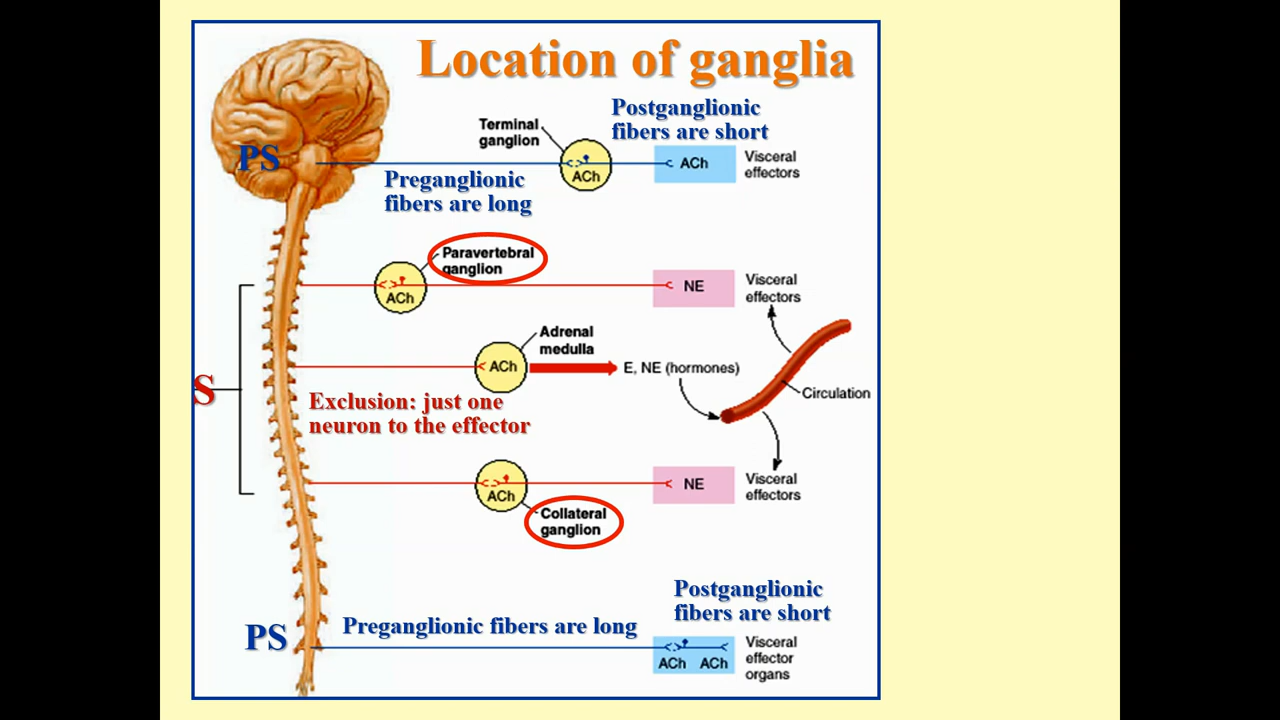 Location of ganglia
Postganglionic
fibers are short
Terminal
ganglion
PS
ACh
ACh
Visceral
effectors
Preganglionic
fibers are long
Paravertebral
ganglion
ACh
NE
Visceral
effectors
Adrenal
medulla
ACh
E, NE (hormones)
Circulation
S
Exclusion: just one
neuron to the effector
ACh
NE
Visceral
effectors
Collateral
ganglion
Postganglionic
fibers are short
PS
Preganglionic fibers are long
ACh ACh
Visceral
effector
organs